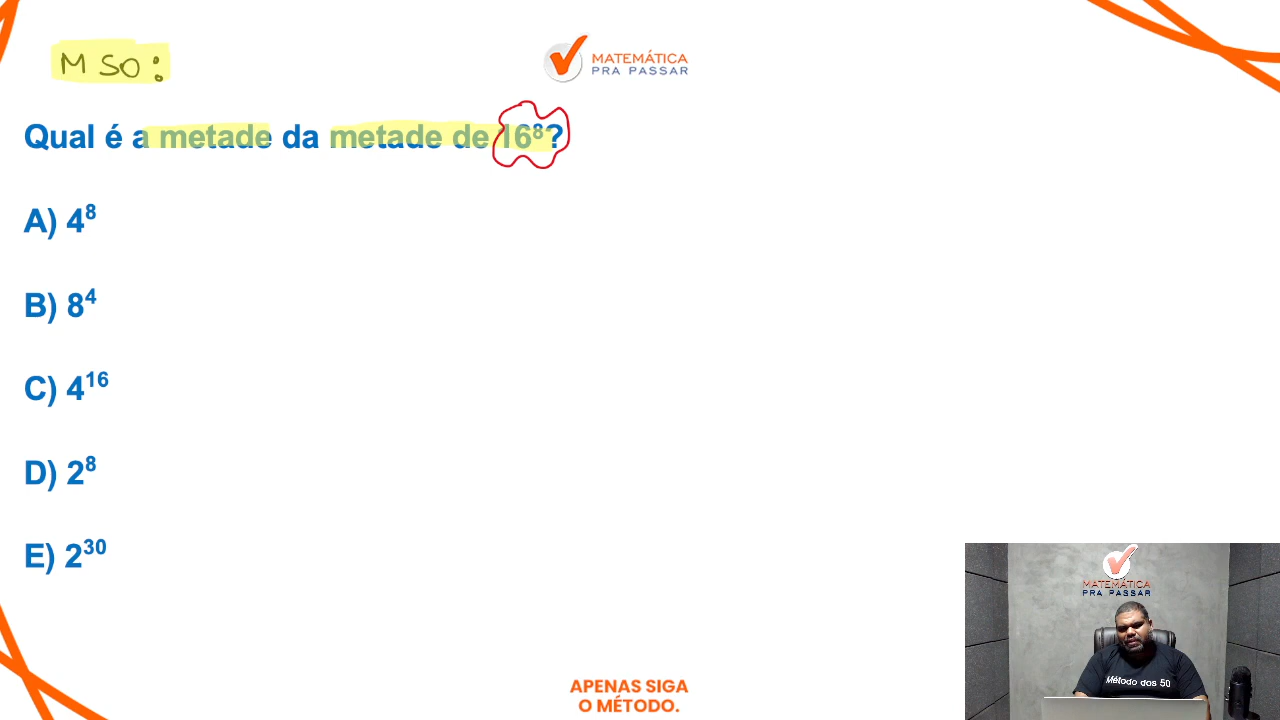 M50:
MATEMÁTICA
PRA PASSAR
Qual é a metade da metade de 16⁸?
A) 4⁸
B) 8⁴
C) 4¹⁶
D) 2⁸
E) 2³⁰
MATEMÁTICA
PRA PASSAR
Método dos 50
APENAS SIGA
O MÉTODO.